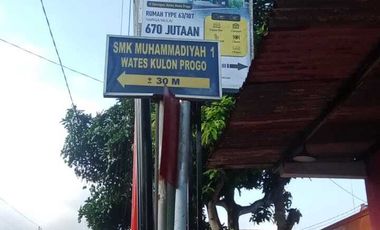 RUMAH TYPE 63/107
670 JUTAAN
SMK MUHAMMADIYAH 1
WATES KULON PROGO
± 30 M